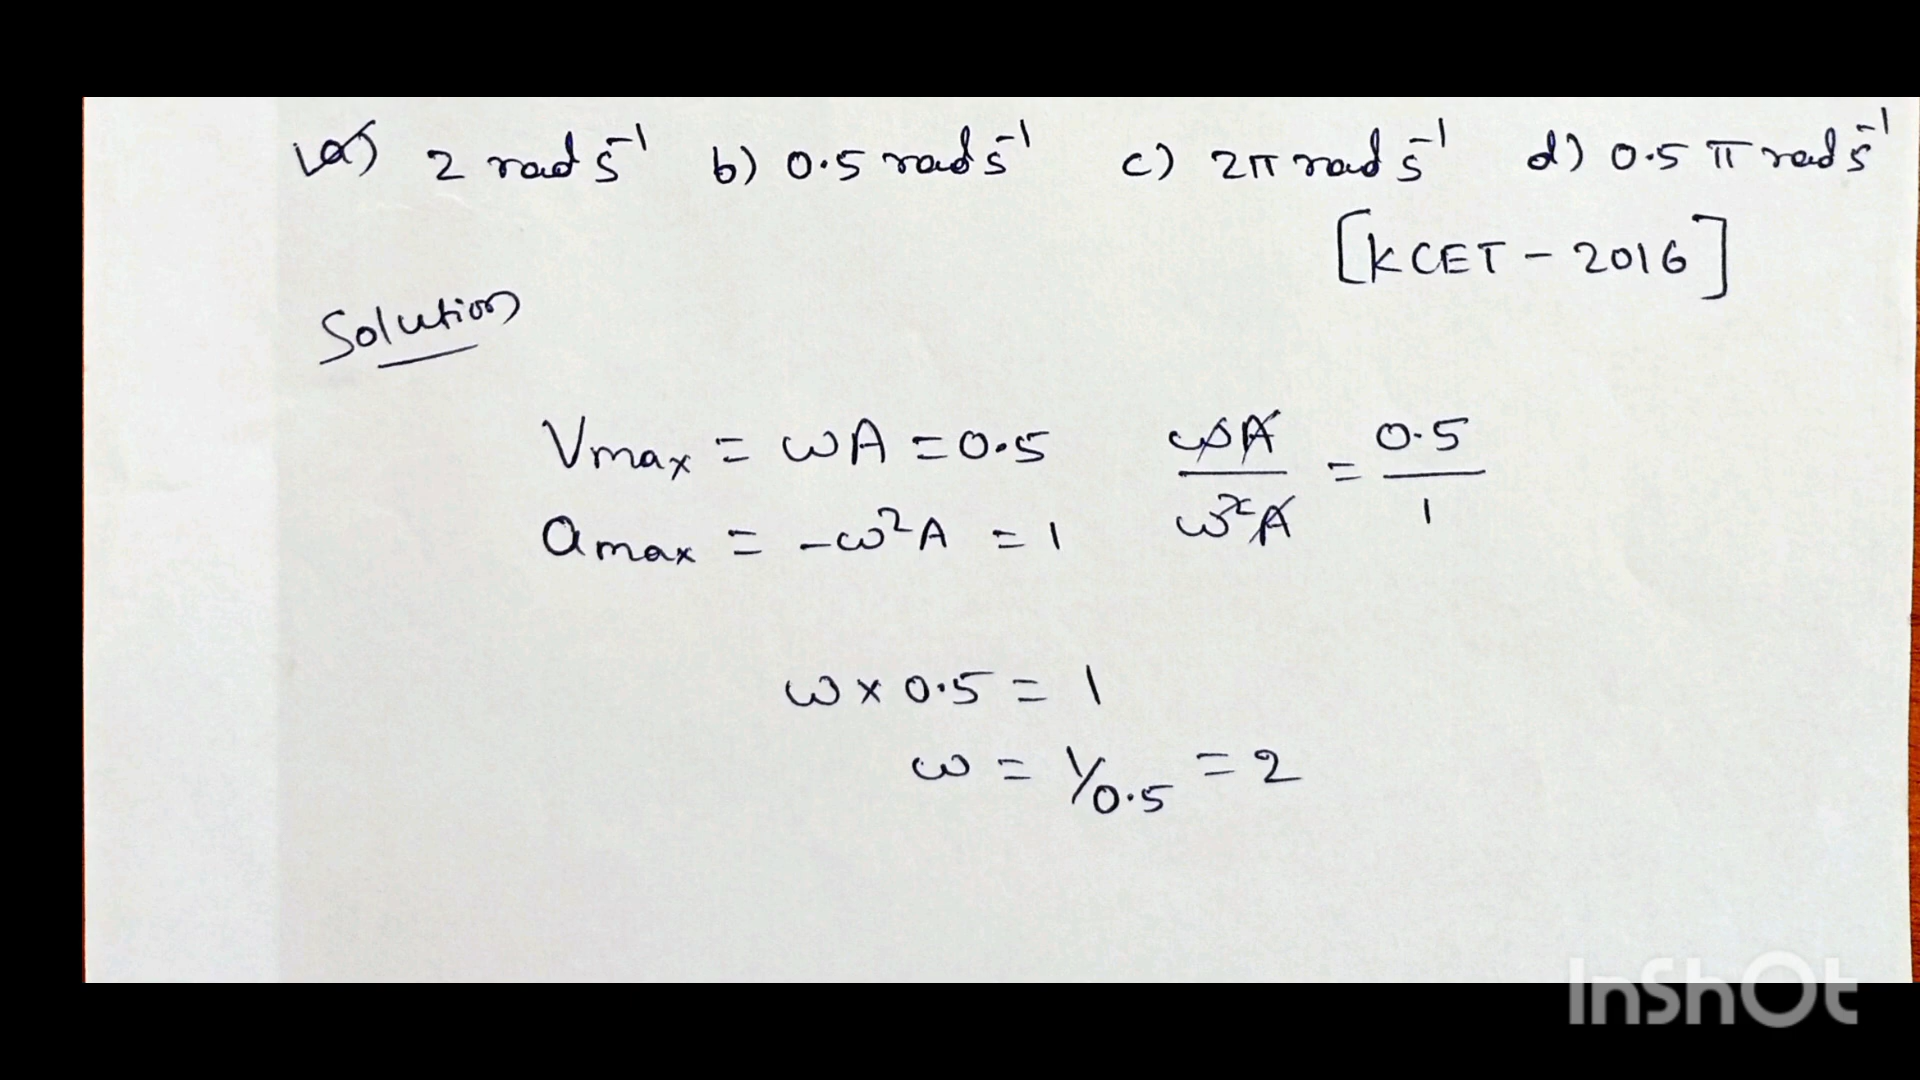 a) 2 rad s⁻¹ b) 0.5 rad s⁻¹ c) 2π rad s⁻¹ d) 0.5 π rad s⁻¹
[KCET - 2016]
Solution
Vmax = ωA = 0.5 ωA/ω²A = 0.5/1
amax = -ω²A = 1
ω x 0.5 = 1
ω = 1/0.5 = 2
InShOt